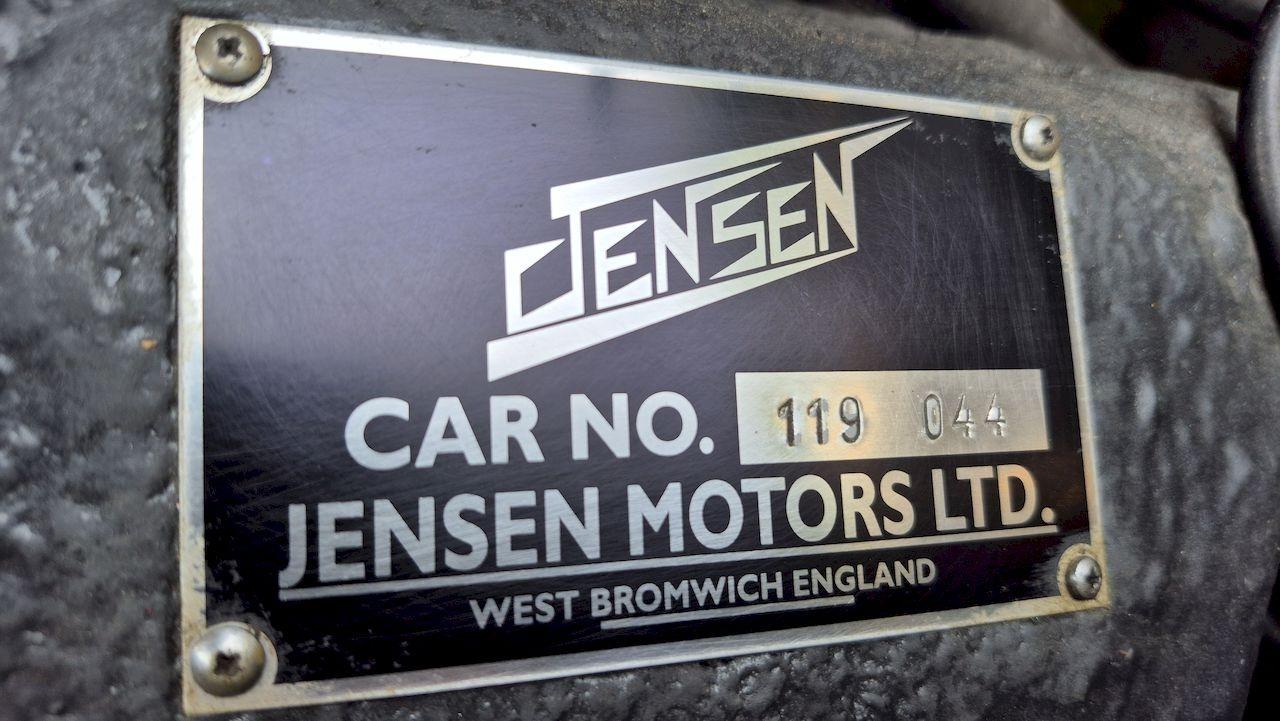 JENSEN
CAR NO. 119 044
JENSEN MOTORS LTD.
WEST BROMWICH ENGLAND